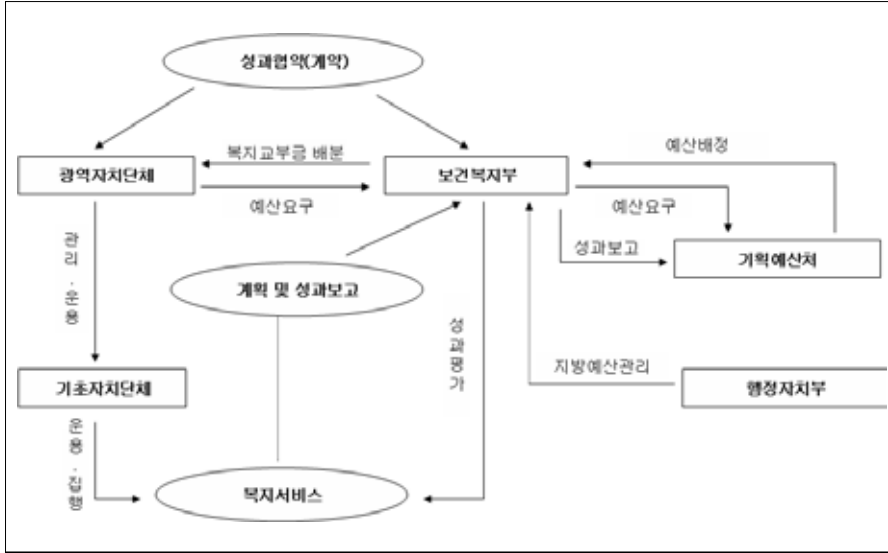 성과협약(계약)
복지교부금 배분
예산배정
광역자치단체
보건복지부
예산요구
예산요구
관리·운용
성과보고
기획예산처
계획 및 성과보고
성과평가
지방예산관리
기초자치단체
행정자치부
운용·집행
복지서비스